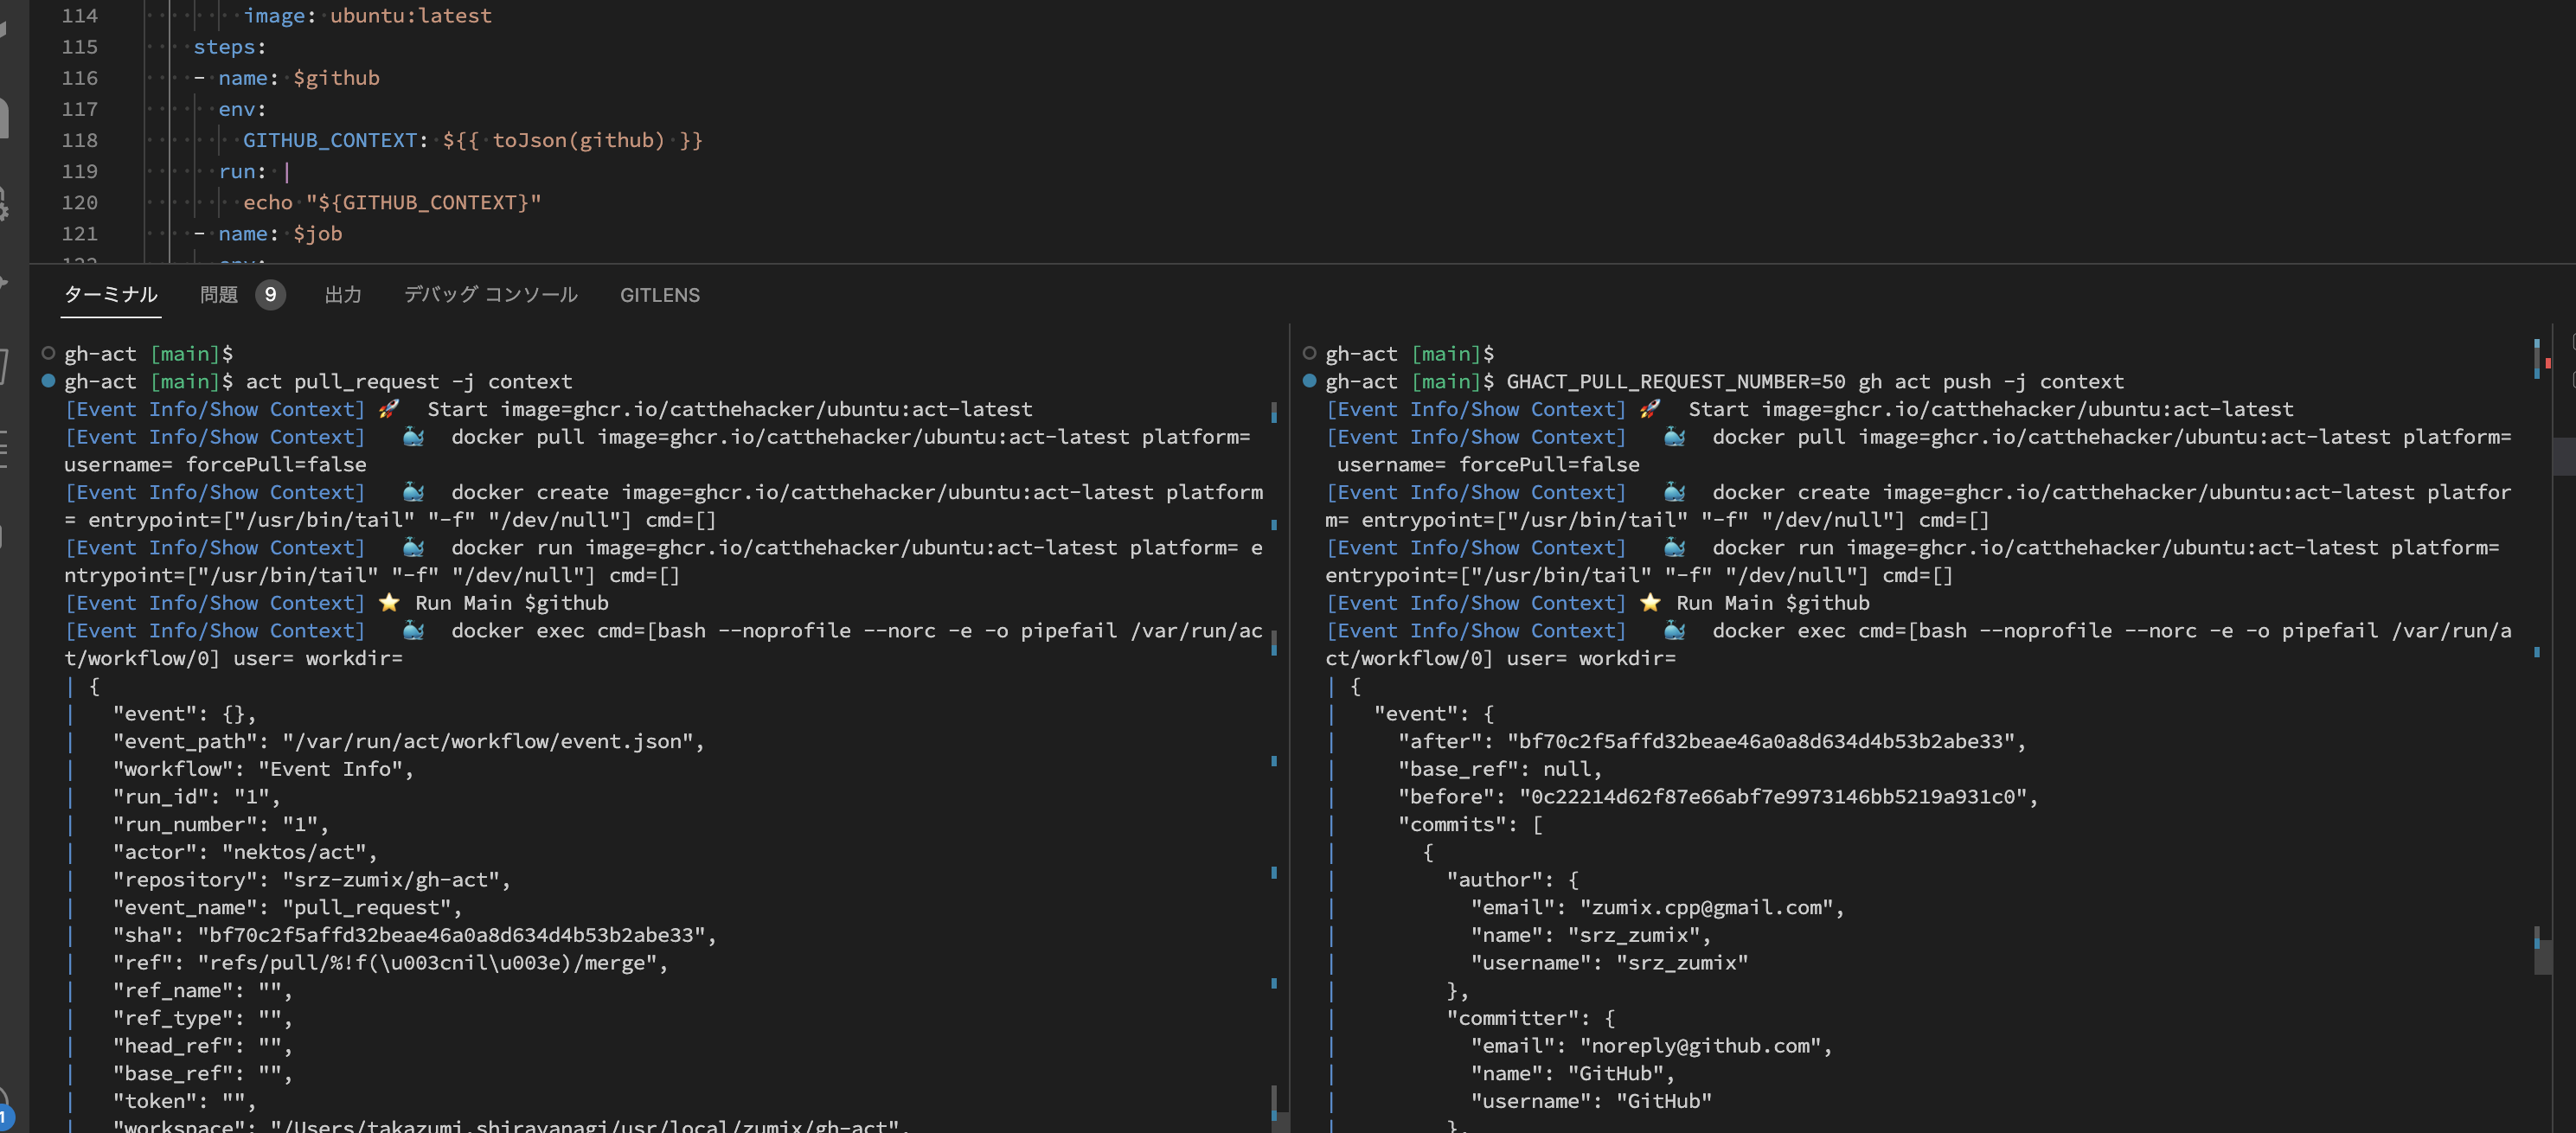 114 image: ubuntu:latest
115 steps:
116 - name: $github
117 env:
118 GITHUB_CONTEXT: ${{ toJson(github) }}
119 run: |
120 echo "${GITHUB_CONTEXT}"
121 - name: $job
122 env:
ターミナル 問題 9 出力 デバッグ コンソール GITLENS
gh-act [main]$
gh-act [main]$ act pull_request -j context
[Event Info/Show Context] 🚀 Start image=ghcr.io/catthehacker/ubuntu:act-latest
[Event Info/Show Context] 🐳 docker pull image=ghcr.io/catthehacker/ubuntu:act-latest platform=
username= forcePull=false
[Event Info/Show Context] 🐳 docker create image=ghcr.io/catthehacker/ubuntu:act-latest platform
= entrypoint=["/usr/bin/tail" "-f" "/dev/null"] cmd=[]
[Event Info/Show Context] 🐳 docker run image=ghcr.io/catthehacker/ubuntu:act-latest platform= e
ntrypoint=["/usr/bin/tail" "-f" "/dev/null"] cmd=[]
[Event Info/Show Context] ⭐ Run Main $github
[Event Info/Show Context] 🐳 docker exec cmd=[bash --noprofile --norc -e -o pipefail /var/run/ac
t/workflow/0] user= workdir=
| {
| "event": {},
| "event_path": "/var/run/act/workflow/event.json",
| "workflow": "Event Info",
| "run_id": "1",
| "run_number": "1",
| "actor": "nektos/act",
| "repository": "srz-zumix/gh-act",
| "event_name": "pull_request",
| "sha": "bf70c2f5affd32beae46a0a8d634d4b53b2abe33",
| "ref": "refs/pull/%!f(\u003cnil\u003e)/merge",
| "ref_name": "",
| "ref_type": "",
| "head_ref": "",
| "base_ref": "",
| "token": "",
| "workspace": "/Users/takazumi.shirayanagi/usr/local/zumix/gh-act",
gh-act [main]$
gh-act [main]$ GHACT_PULL_REQUEST_NUMBER=50 gh act push -j context
[Event Info/Show Context] 🚀 Start image=ghcr.io/catthehacker/ubuntu:act-latest
[Event Info/Show Context] 🐳 docker pull image=ghcr.io/catthehacker/ubuntu:act-latest platform=
username= forcePull=false
[Event Info/Show Context] 🐳 docker create image=ghcr.io/catthehacker/ubuntu:act-latest platfor
m= entrypoint=["/usr/bin/tail" "-f" "/dev/null"] cmd=[]
[Event Info/Show Context] 🐳 docker run image=ghcr.io/catthehacker/ubuntu:act-latest platform=
entrypoint=["/usr/bin/tail" "-f" "/dev/null"] cmd=[]
[Event Info/Show Context] ⭐ Run Main $github
[Event Info/Show Context] 🐳 docker exec cmd=[bash --noprofile --norc -e -o pipefail /var/run/a
ct/workflow/0] user= workdir=
| {
| "event": {
| "after": "bf70c2f5affd32beae46a0a8d634d4b53b2abe33",
| "base_ref": null,
| "before": "0c22214d62f87e66abf7e9973146bb5219a931c0",
| "commits": [
| {
| "author": {
| "email": "zumix.cpp@gmail.com",
| "name": "srz_zumix",
| "username": "srz_zumix"
| },
| "committer": {
| "email": "noreply@github.com",
| "name": "GitHub",
| "username": "GitHub"
| },
1